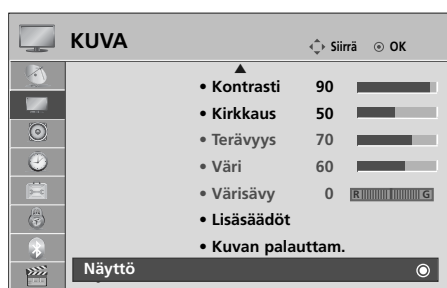 KUVA Siirrä OK
• Kontrasti 90
• Kirkkaus 50
• Terävyys 70
• Väri 60
• Värisävy 0 R G
• Lisäsäädöt
• Kuvan palauttam.
Näyttö